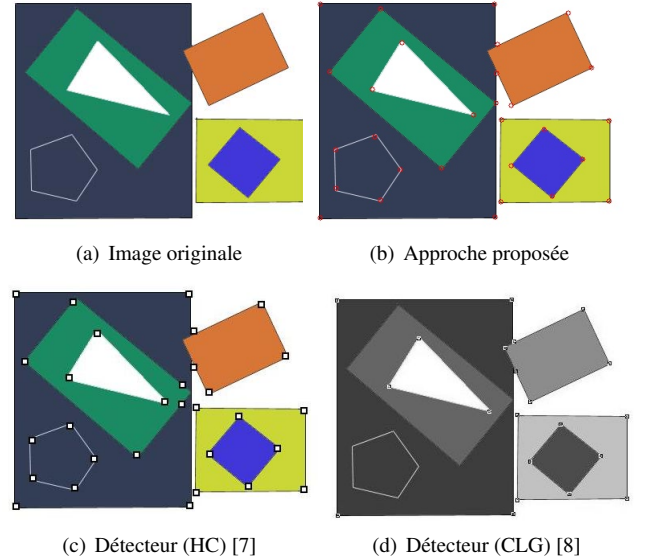 (a) Image originale
(b) Approche proposée
(c) Détecteur (HC) [7]
(d) Détecteur (CLG) [8]